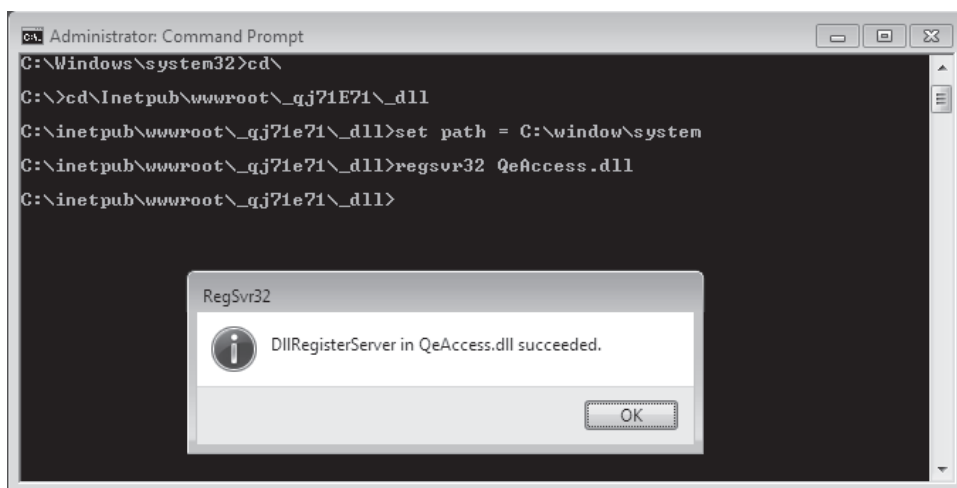 Administrator: Command Prompt
C:\Windows\system32>cd\
C:\>cd\Inetpub\wwwroot\_qj71E71\_dll
C:\inetpub\wwwroot\_qj71e71\_dll>set path = C:\window\system
C:\inetpub\wwwroot\_qj71e71\_dll>regsvr32 QeAccess.dll
C:\inetpub\wwwroot\_qj71e71\_dll>
RegSvr32
DllRegisterServer in QeAccess.dll succeeded.
OK